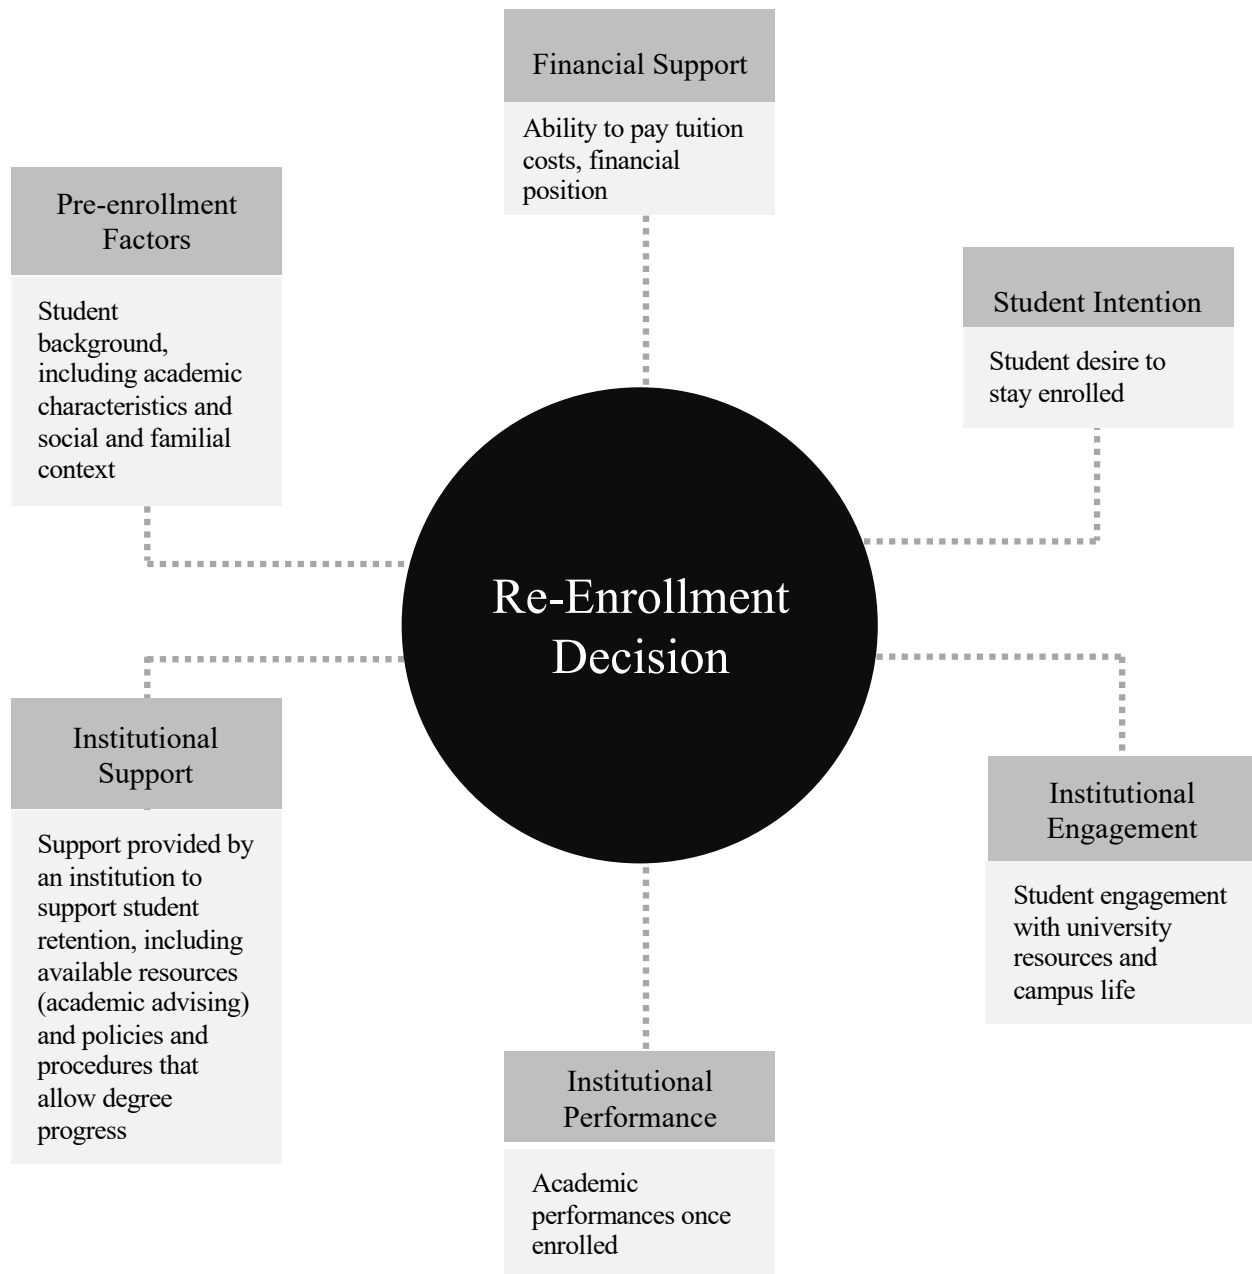 Financial Support
Ability to pay tuition
costs, financial
position
Pre-enrollment
Factors
Student
background,
including academic
characteristics and
social and familial
context
Student Intention
Student desire to
stay enrolled
Re-Enrollment
Decision
Institutional
Support
Support provided by
an institution to
support student
retention, including
available resources
(academic advising)
and policies and
procedures that
allow degree
progress
Institutional
Engagement
Student engagement
with university
resources and
campus life
Institutional
Performance
Academic
performances once
enrolled